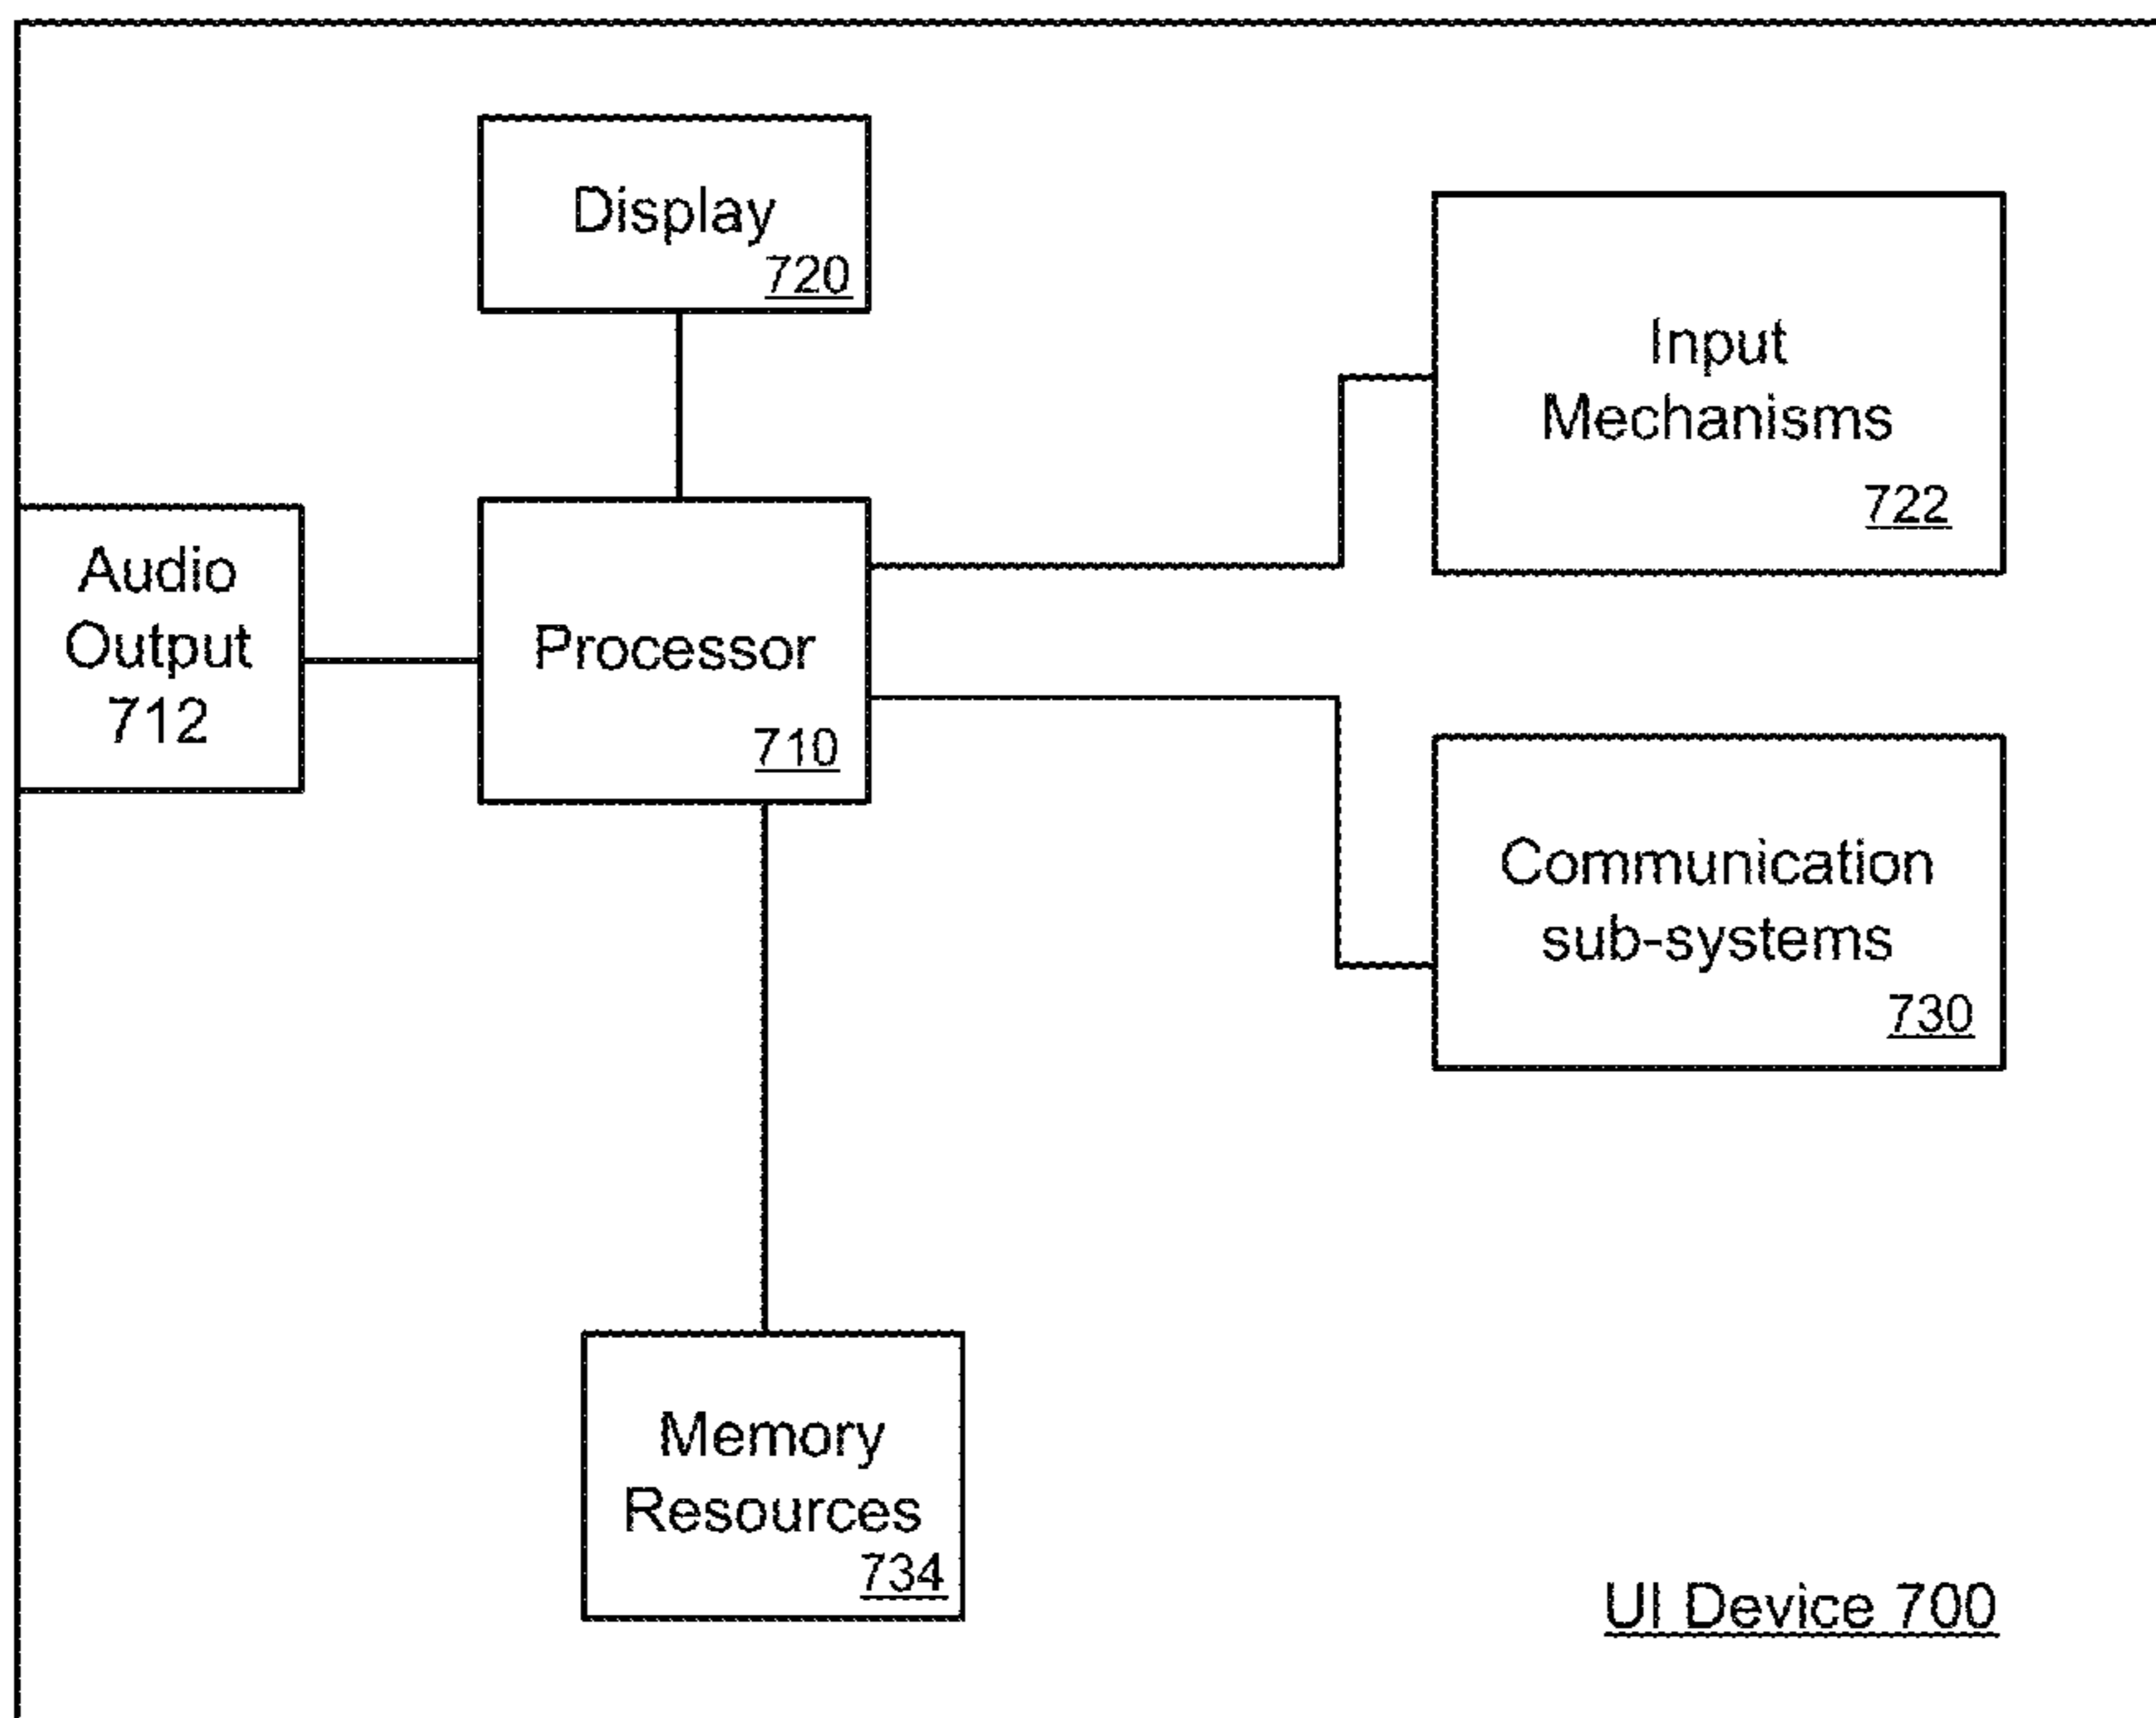 Display
720
Input
Mechanisms
722
Audio
Output
712
Processor
710
Communication
sub-systems
730
Memory
Resources
734
UI Device 700